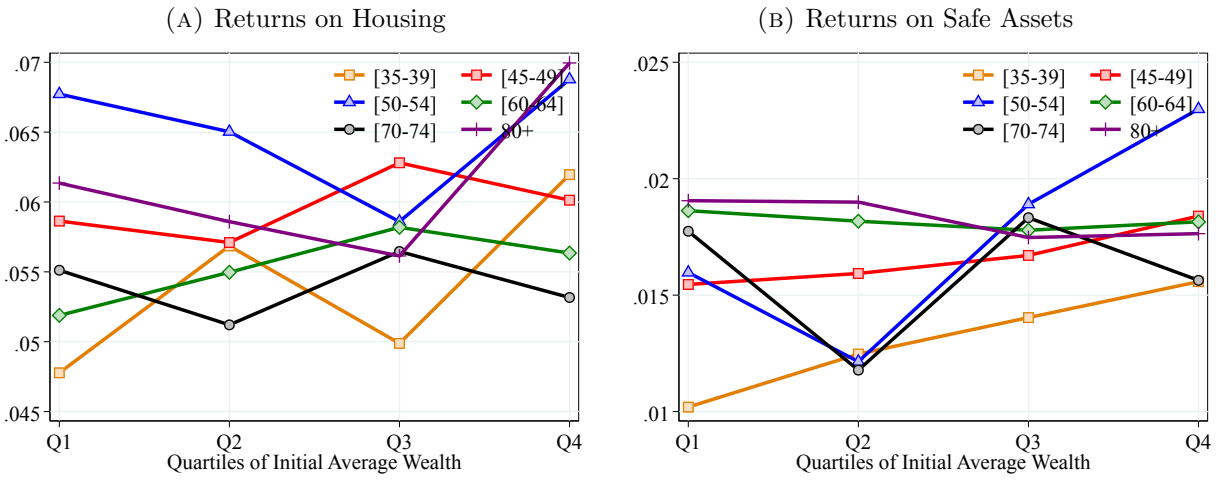 (A) Returns on Housing
.07
.065
.06
.055
.05
.045
[35-39] [45-49]
[50-54] [60-64]
[70-74] 80+
Q1 Q2 Q3 Q4
Quartiles of Initial Average Wealth
(B) Returns on Safe Assets
.025
.02
.015
.01
[35-39] [45-49]
[50-54] [60-64]
[70-74] 80+
Q1 Q2 Q3 Q4
Quartiles of Initial Average Wealth